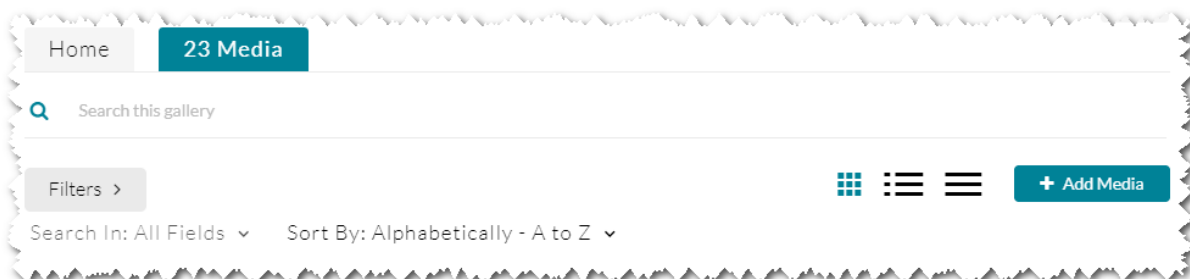 Home 23 Media
Search this gallery
Filters > + Add Media
Search In: All Fields Sort By: Alphabetically - A to Z